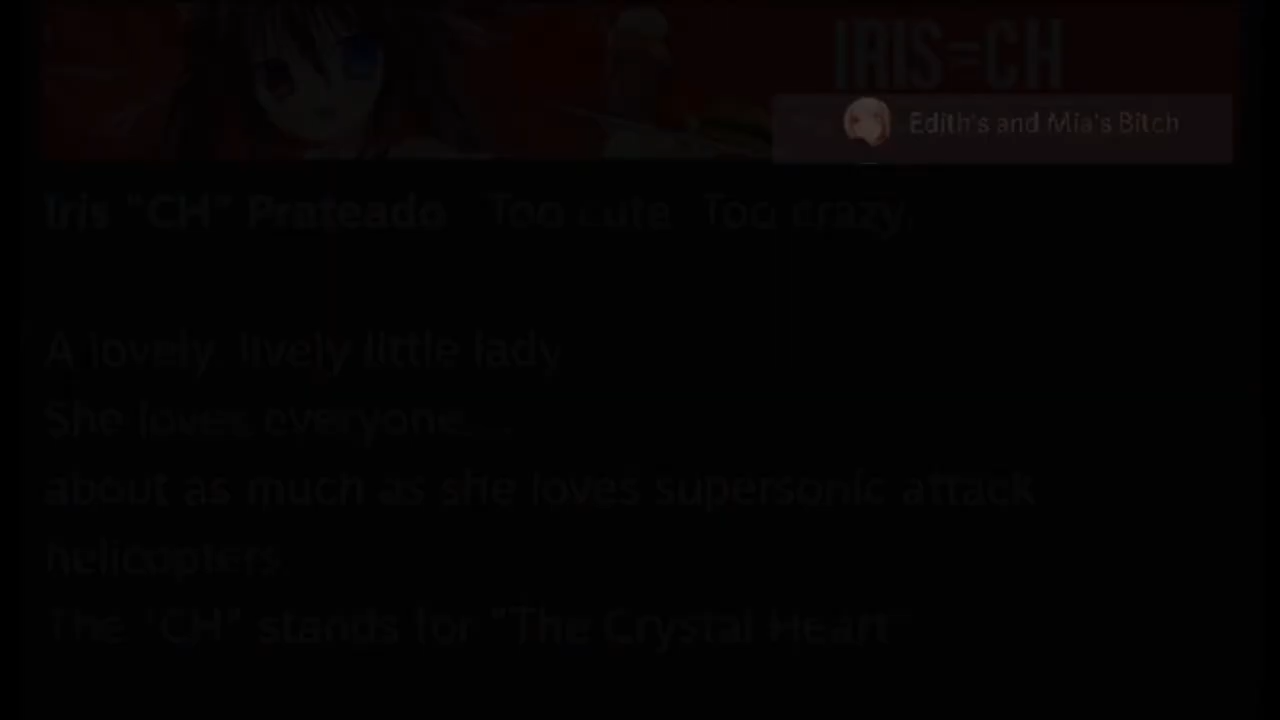 IRIS=CH
Edith's and Mia's Bitch
Iris "CH" Prateado Too cute. Too crazy.
A lovely, lively little lady
She loves everyone...
about as much as she loves supersonic attack
helicopters.
The "CH" stands for "The Crystal Heart"